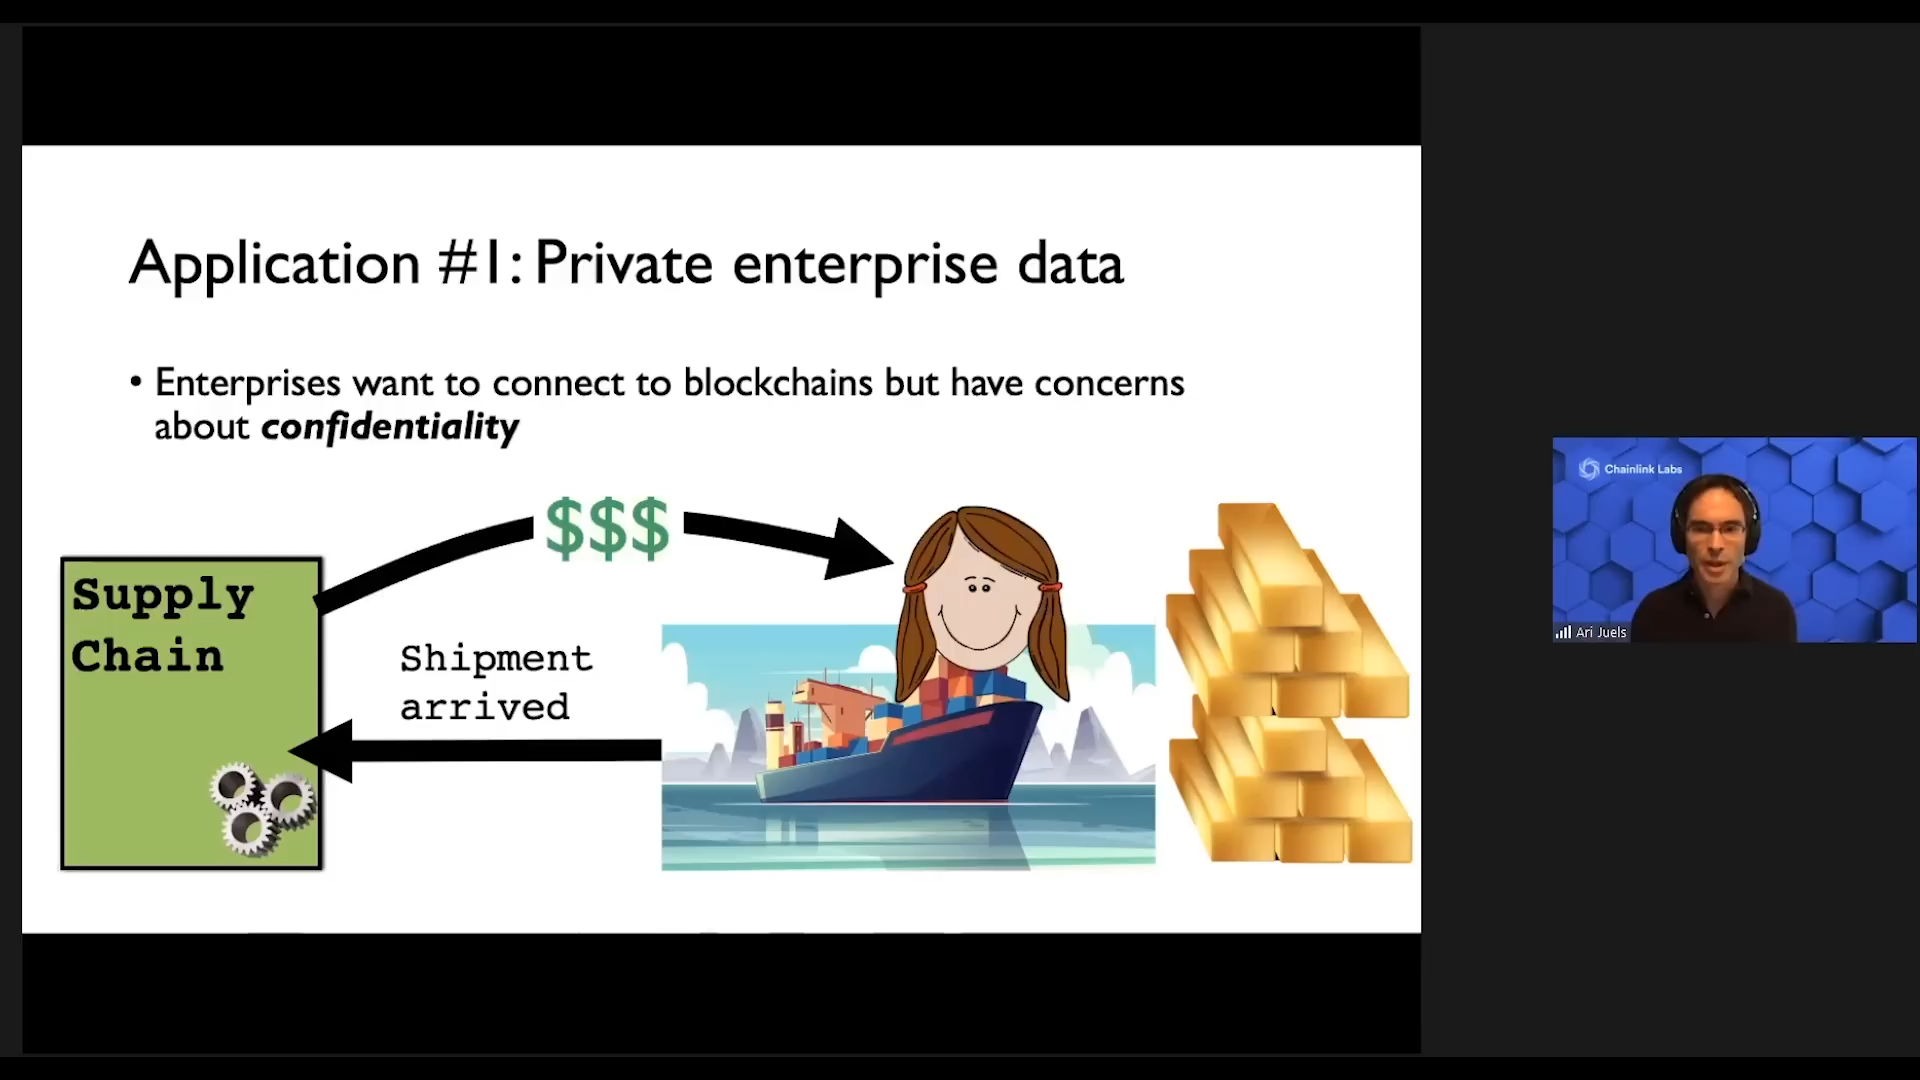 Application #1: Private enterprise data
• Enterprises want to connect to blockchains but have concerns
about confidentiality
$$$
Supply
Chain
Shipment
arrived
Chainlink Labs
Ari Juels